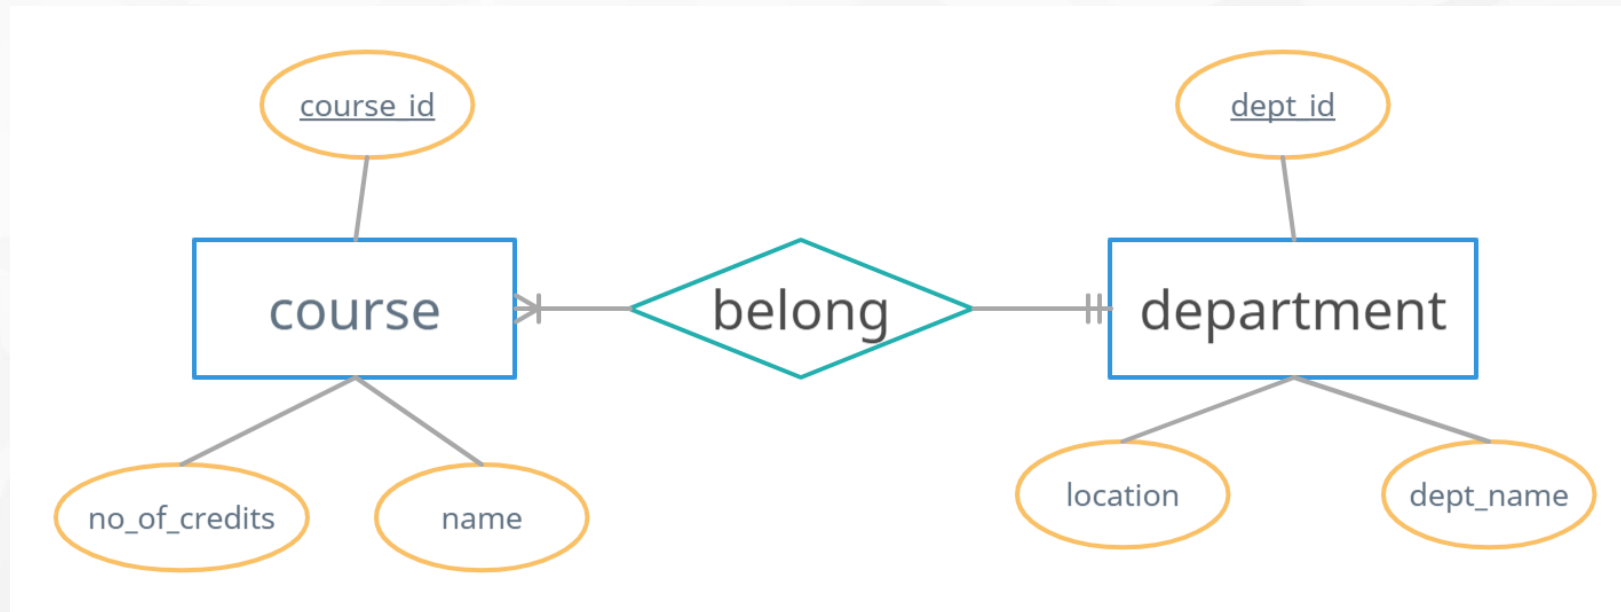 course_id
dept_id
course
belong
department
no_of_credits
name
location
dept_name